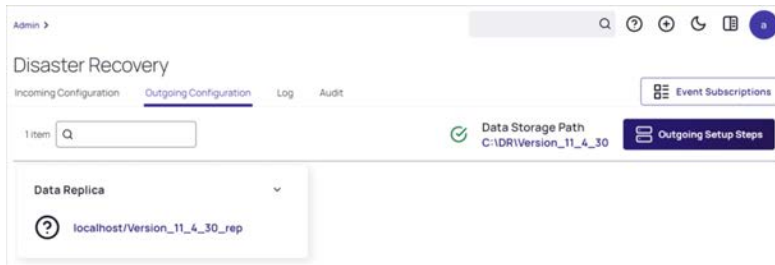 Admin >
a
Disaster Recovery
Incoming Configuration Outgoing Configuration Log Audit
Event Subscriptions
1 item
Data Storage Path
C:\DR\Version_11_4_30
Outgoing Setup Steps
Data Replica
localhost/Version_11_4_30_rep